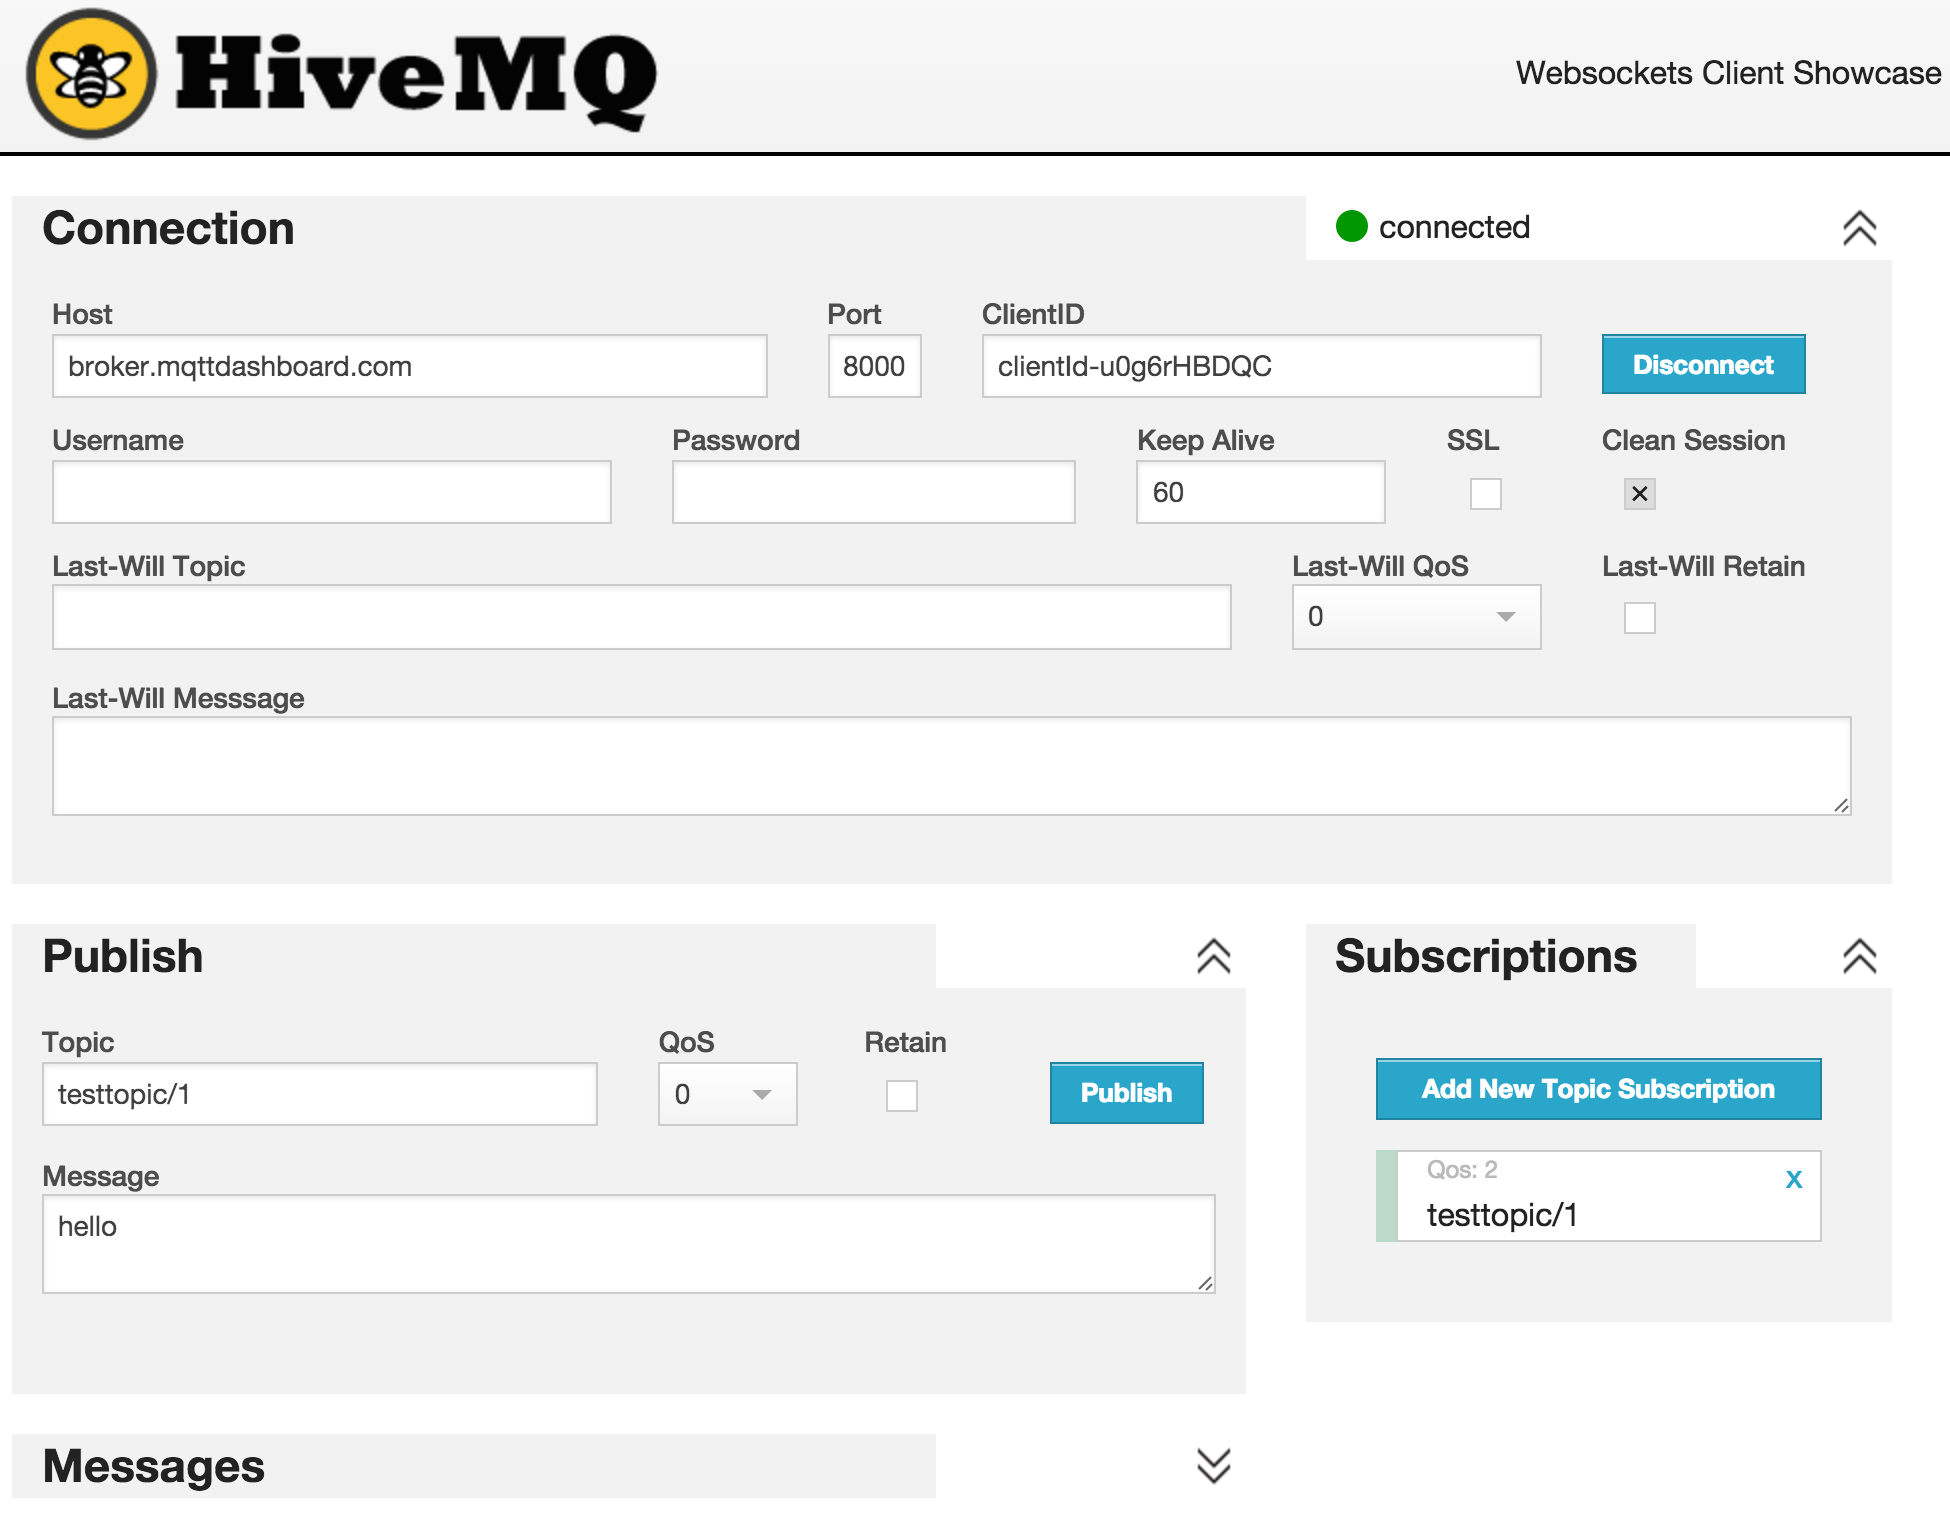 HiveMQ
Websockets Client Showcase
Connection
connected
Host
Port
ClientID
broker.mqttdashboard.com
8000
clientId-u0g6rHBDQC
Disconnect
Username
Password
Keep Alive
SSL
Clean Session
60
Last-Will Topic
Last-Will QoS
Last-Will Retain
0
Last-Will Messsage
Publish
Subscriptions
Topic
QoS
Retain
testtopic/1
0
Publish
Add New Topic Subscription
Message
hello
Qos: 2
x
testtopic/1
Messages